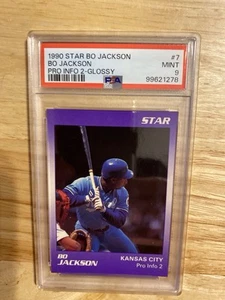 1990 STAR BO JACKSON #7
BO JACKSON MINT
PRO INFO 2-GLOSSY 9
PSA 99621278
STAR
BO
JACKSON
KANSAS CITY
Pro Info 2